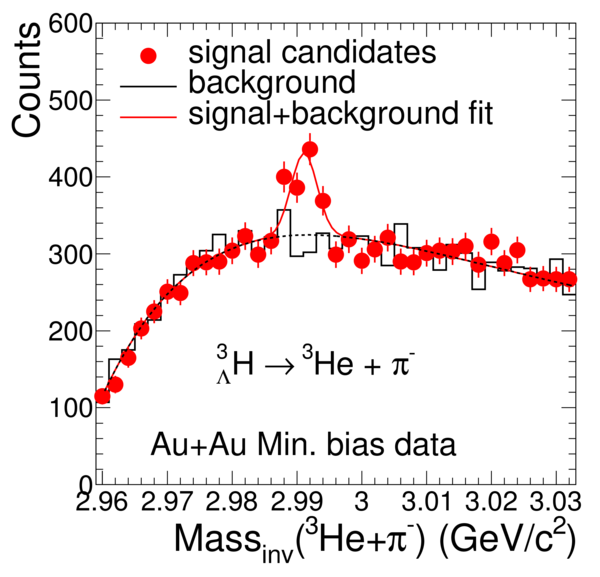 Counts
600
500
400
300
200
100
0
signal candidates
background
signal+background fit
³ΛH → ³He + π⁻
Au+Au Min. bias data
2.96 2.97 2.98 2.99 3 3.01 3.02 3.03
Massinv(³He+π⁻) (GeV/c²)